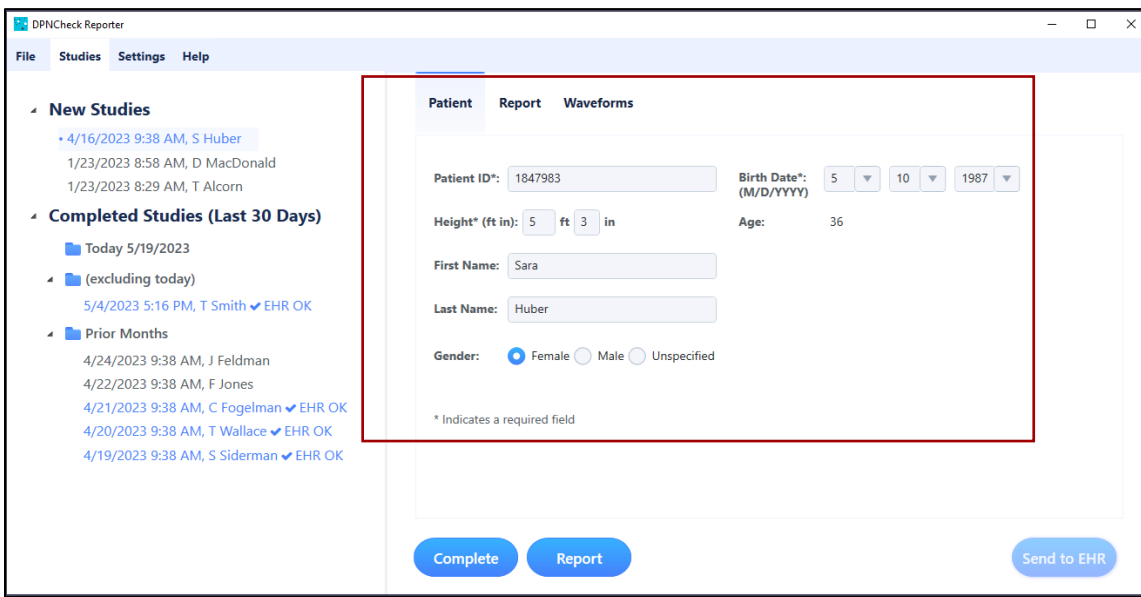 DPNCheck Reporter
File Studies Settings Help
New Studies
• 4/16/2023 9:38 AM, S Huber
1/23/2023 8:58 AM, D MacDonald
1/23/2023 8:29 AM, T Alcorn
Completed Studies (Last 30 Days)
Today 5/19/2023
(excluding today)
5/4/2023 5:16 PM, T Smith ✔ EHR OK
Prior Months
4/24/2023 9:38 AM, J Feldman
4/22/2023 9:38 AM, F Jones
4/21/2023 9:38 AM, C Fogelman ✔ EHR OK
4/20/2023 9:38 AM, T Wallace ✔ EHR OK
4/19/2023 9:38 AM, S Siderman ✔ EHR OK
Patient Report Waveforms
Patient ID*: 1847983
Birth Date*: 5 10 1987
(M/D/YYYY)
Height* (ft in): 5 ft 3 in
Age: 36
First Name: Sara
Last Name: Huber
Gender: Female Male Unspecified
* Indicates a required field
Complete Report Send to EHR